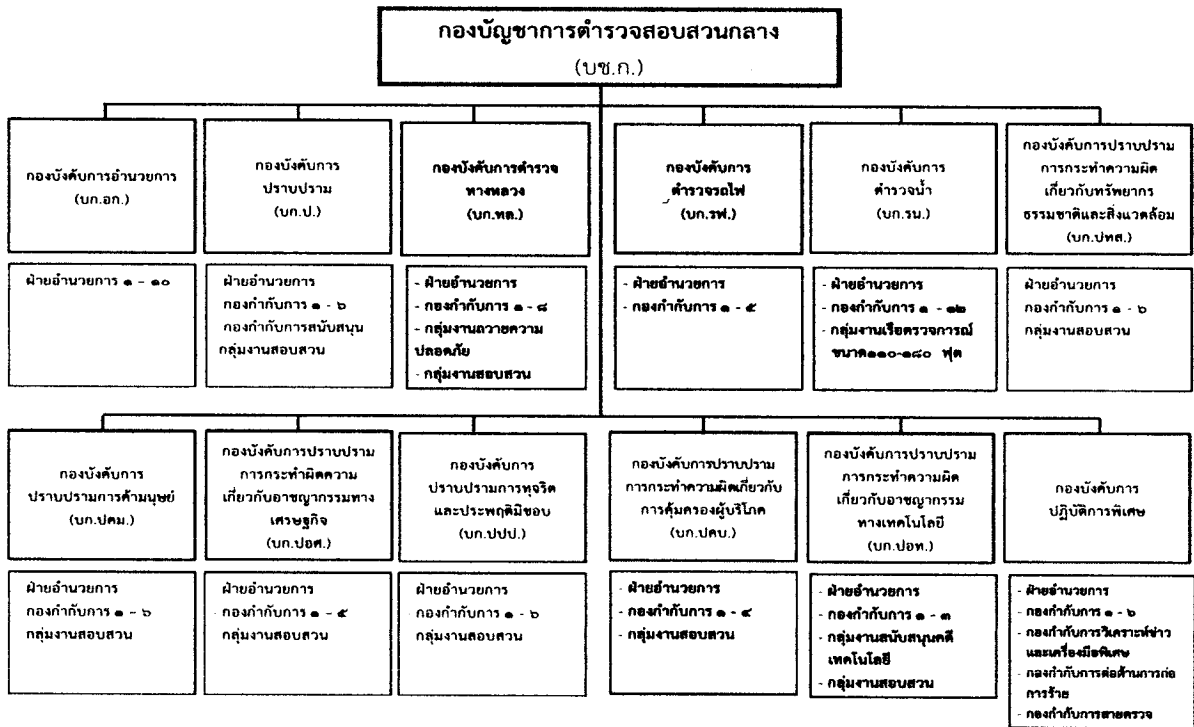 กองบัญชาการตำรวจสอบสวนกลาง
(บช.ก.)
กองบังคับการอำนวยการ
(บก.อก.)
กองบังคับการ
ปราบปราม
(บก.ป.)
กองบังคับการตำรวจ
ทางหลวง
(บก.ทล.)
กองบังคับการ
ตำรวจรถไฟ
(บก.รฟ.)
กองบังคับการ
ตำรวจน้ำ
(บก.รน.)
กองบังคับการปราบปราม
การกระทำความผิด
เกี่ยวกับทรัพยากร
ธรรมชาติและสิ่งแวดล้อม
(บก.ปทส.)
ฝ่ายอำนวยการ ๑ - ๑๐
ฝ่ายอำนวยการ
กองกำกับการ ๑ - ๖
กองกำกับการสนับสนุน
กลุ่มงานสอบสวน
- ฝ่ายอำนวยการ
- กองกำกับการ ๑ - ๘
- กลุ่มงานถวายความ
ปลอดภัย
- กลุ่มงานสอบสวน
- ฝ่ายอำนวยการ
- กองกำกับการ ๑ - ๕
- ฝ่ายอำนวยการ
- กองกำกับการ ๑ - ๑๒
- กลุ่มงานเรือตรวจการณ์
ขนาด๑๑๐-๑๘๐ ฟุต
ฝ่ายอำนวยการ
กองกำกับการ ๑ - ๖
กลุ่มงานสอบสวน
กองบังคับการ
ปราบปรามการค้ามนุษย์
(บก.ปคม.)
กองบังคับการปราบปราม
การกระทำผิดความ
เกี่ยวกับอาชญากรรมทาง
เศรษฐกิจ
(บก.ปอศ.)
กองบังคับการ
ปราบปรามการทุจริต
และประพฤติมิชอบ
(บก.ปปป.)
กองบังคับการปราบปราม
การกระทำความผิดเกี่ยวกับ
การคุ้มครองผู้บริโภค
(บก.ปคบ.)
กองบังคับการปราบปราม
การกระทำความผิด
เกี่ยวกับอาชญากรรม
ทางเทคโนโลยี
(บก.ปอท.)
กองบังคับการ
ปฏิบัติการพิเศษ
ฝ่ายอำนวยการ
กองกำกับการ ๑ - ๖
กลุ่มงานสอบสวน
ฝ่ายอำนวยการ
- กองกำกับการ ๑ - ๕
กลุ่มงานสอบสวน
ฝ่ายอำนวยการ
กองกำกับการ ๑ - ๖
กลุ่มงานสอบสวน
- ฝ่ายอำนวยการ
- กองกำกับการ ๑ - ๔
- กลุ่มงานสอบสวน
- ฝ่ายอำนวยการ
- กองกำกับการ ๑ - ๓
- กลุ่มงานสนับสนุนคดี
เทคโนโลยี
- กลุ่มงานสอบสวน
- ฝ่ายอำนวยการ
- กองกำกับการ ๑ - ๖
- กองกำกับการวิเคราะห์ข่าว
และเครื่องมือพิเศษ
- กองกำกับการต่อต้านการก่อ
การร้าย
- กองกำกับการสายตรวจ